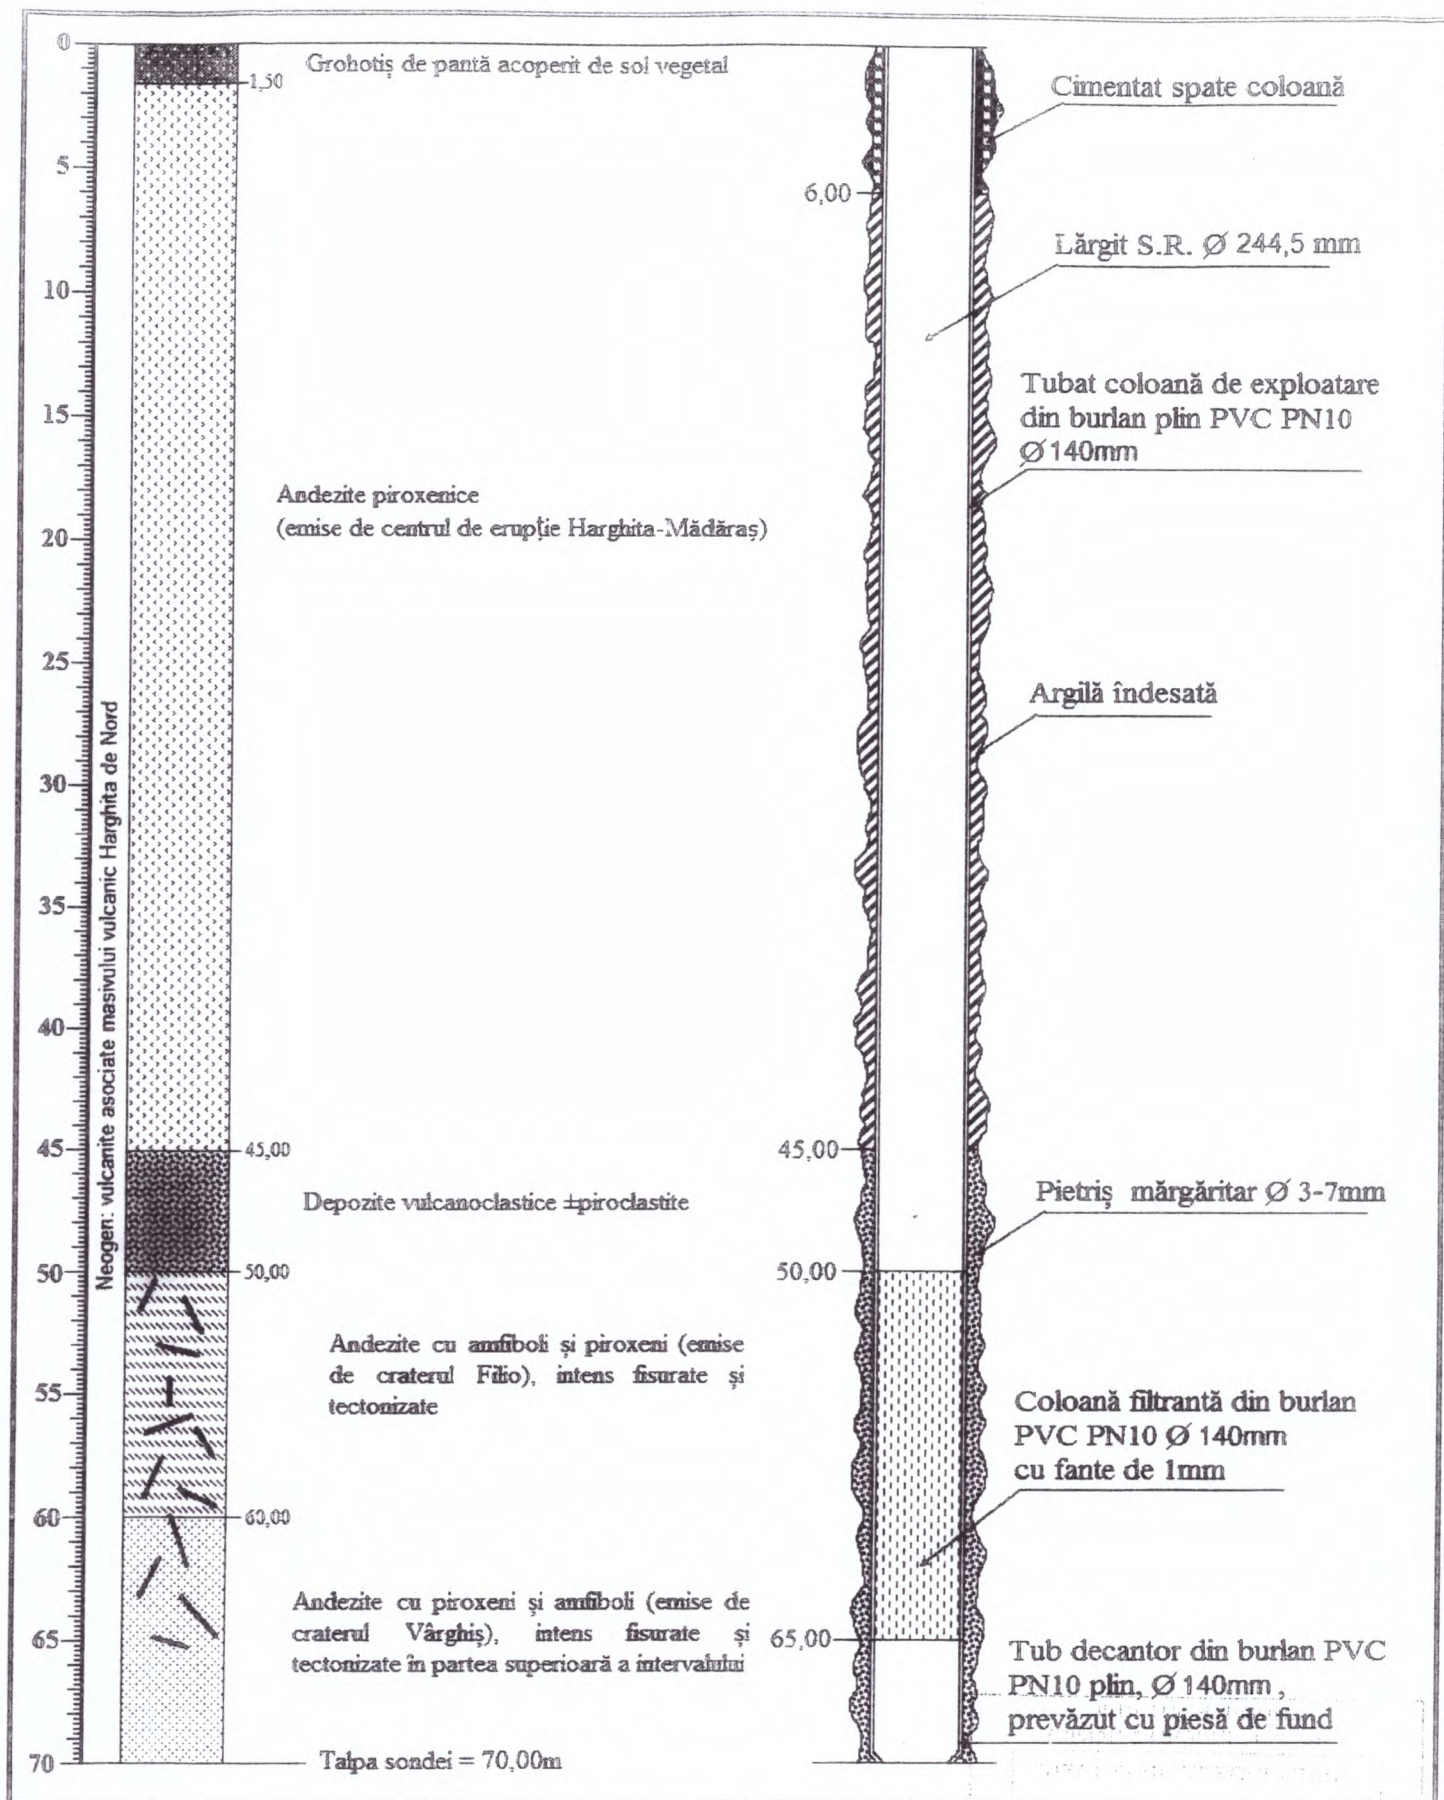 0
5
10
15
20
25
30
35
40
45
50
55
60
65
70
Neogen: vulcanite asociate masivului vulcanic Harghita de Nord
1,50
45,00
50,00
60,00
Grohotiș de pantă acoperit de sol vegetal
Andezite piroxenice
(emise de centrul de erupție Harghita-Mădăraș)
Depozite vulcanoclastice ±piroclastite
Andezite cu amfiboli și piroxeni (emise
de craterul Filio), intens fisurate și
tectonizate
Andezite cu piroxeni și amfiboli (emise de
craterul Vârghiș), intens fisurate și
tectonizate în partea superioară a intervalului
Talpa sondei = 70,00m
6,00
45,00
50,00
65,00
Cimentat spate coloană
Lărgit S.R. Ø 244,5 mm
Tubat coloană de exploatare
din burlan plin PVC PN10
Ø 140mm
Argilă îndesată
Pietriș mărgăritar Ø 3-7mm
Coloană filtrantă din burlan
PVC PN10 Ø 140mm
cu fante de 1mm
Tub decantor din burlan PVC
PN10 plin, Ø 140mm ,
prevăzut cu piesă de fund